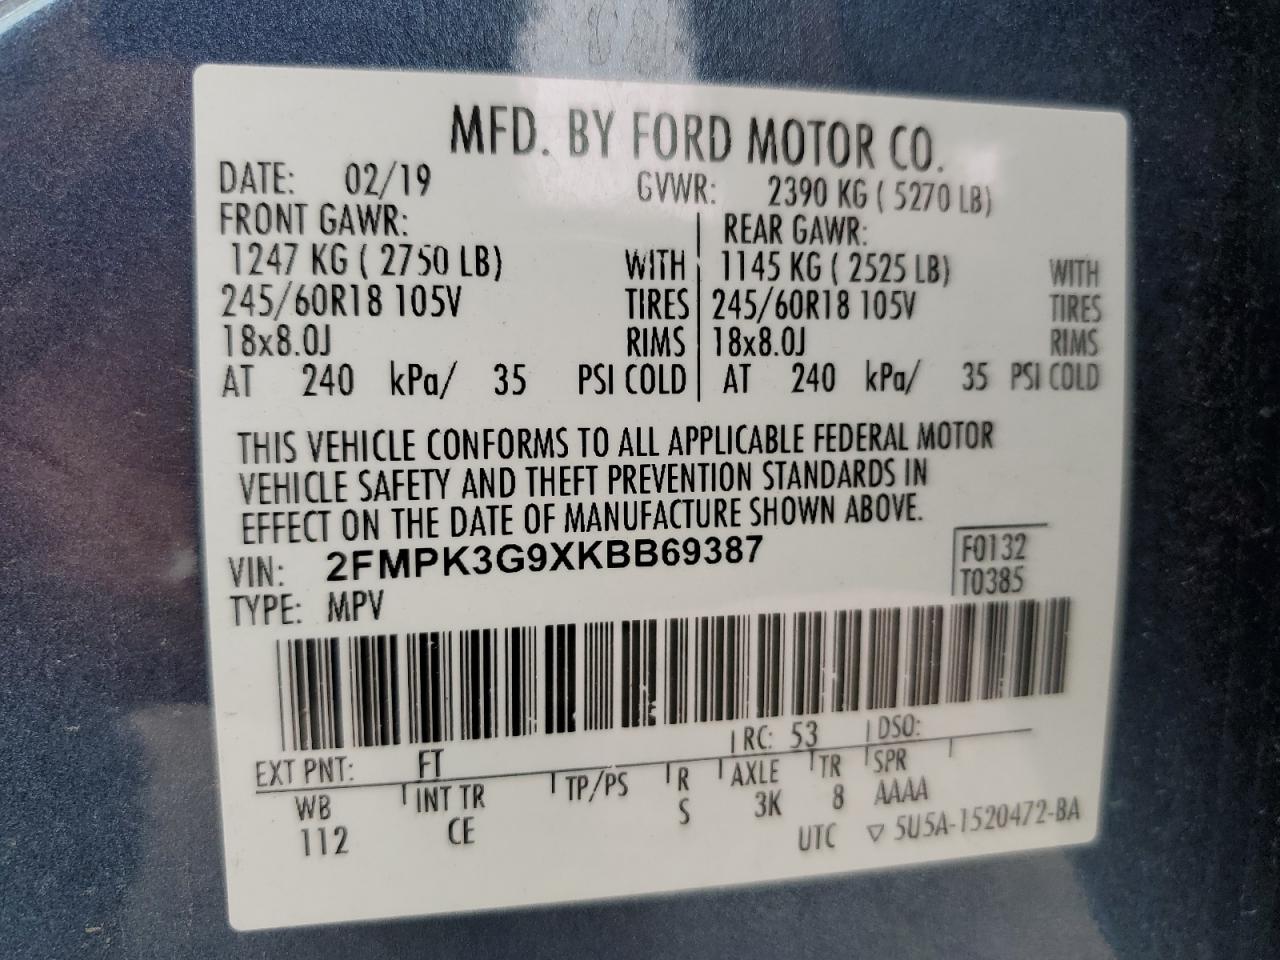 MFD. BY FORD MOTOR CO.
DATE: 02/19 GVWR: 2390 KG ( 5270 LB)
FRONT GAWR: REAR GAWR:
1247 KG ( 2750 LB) WITH 1145 KG ( 2525 LB) WITH
245/60R18 105V TIRES 245/60R18 105V TIRES
18x8.0J RIMS 18x8.0J RIMS
AT 240 kPa/ 35 PSI COLD AT 240 kPa/ 35 PSI COLD
THIS VEHICLE CONFORMS TO ALL APPLICABLE FEDERAL MOTOR
VEHICLE SAFETY AND THEFT PREVENTION STANDARDS IN
EFFECT ON THE DATE OF MANUFACTURE SHOWN ABOVE.
VIN: 2FMPK3G9XKBB69387 F0132
TYPE: MPV T0385
EXT PNT: FT RC: 53 DSO:
WB INT TR TP/PS R AXLE TR SPR
112 CE S 3K 8 AAAA
UTC ▽ 5U5A-1520472-BA